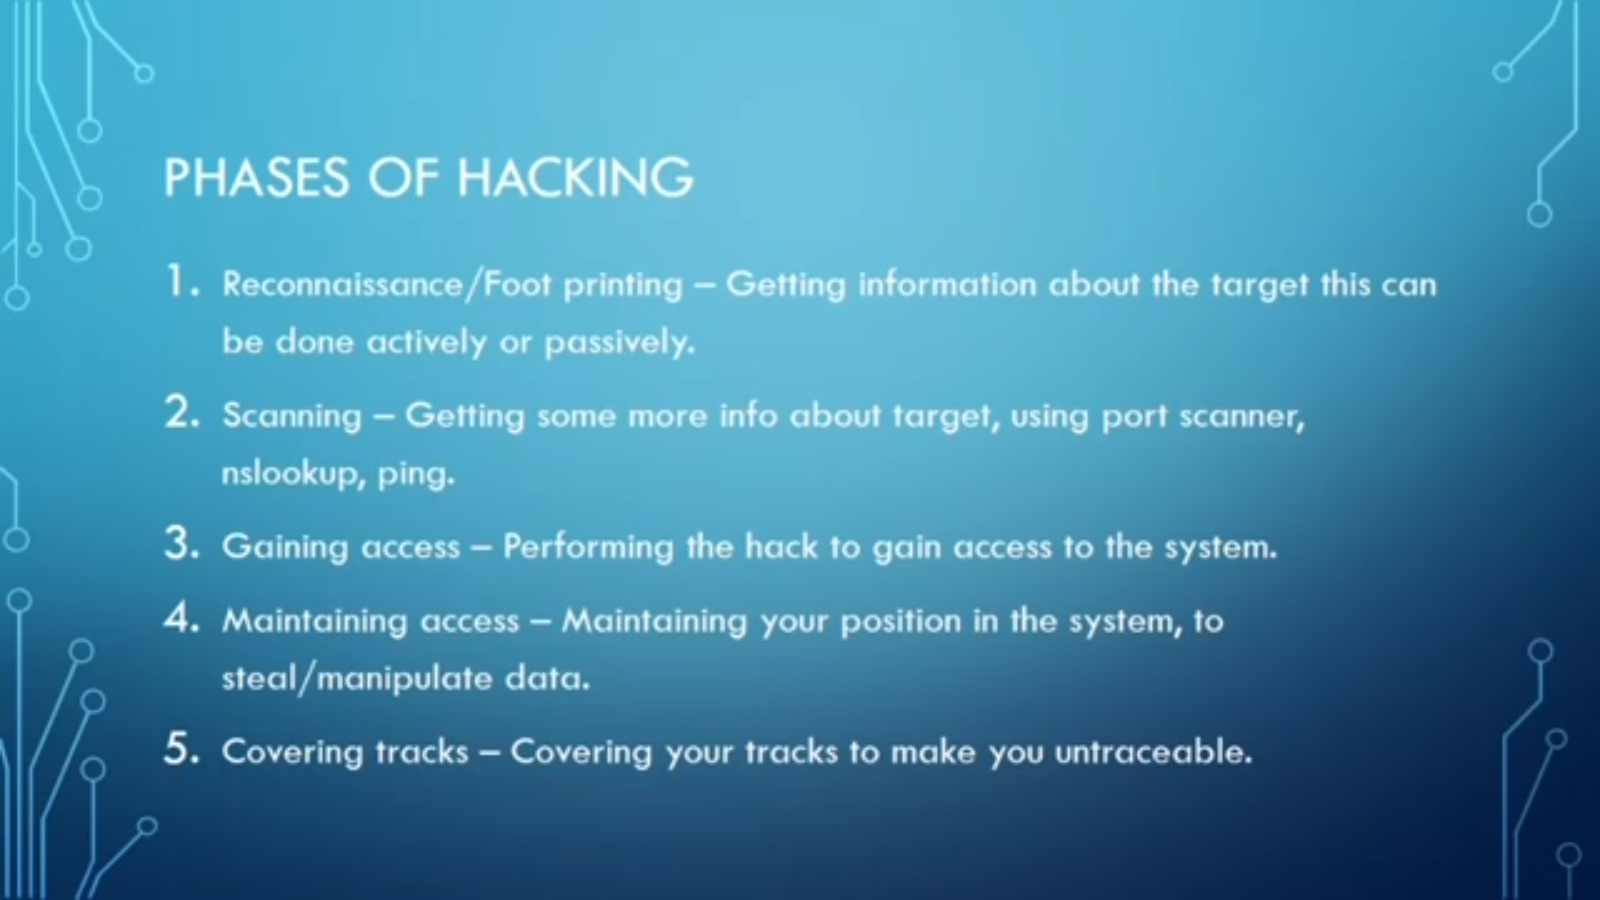 PHASES OF HACKING
1. Reconnaissance/Foot printing – Getting information about the target this can
be done actively or passively.
2. Scanning – Getting some more info about target, using port scanner,
nslookup, ping.
3. Gaining access – Performing the hack to gain access to the system.
4. Maintaining access – Maintaining your position in the system, to
steal/manipulate data.
5. Covering tracks – Covering your tracks to make you untraceable.